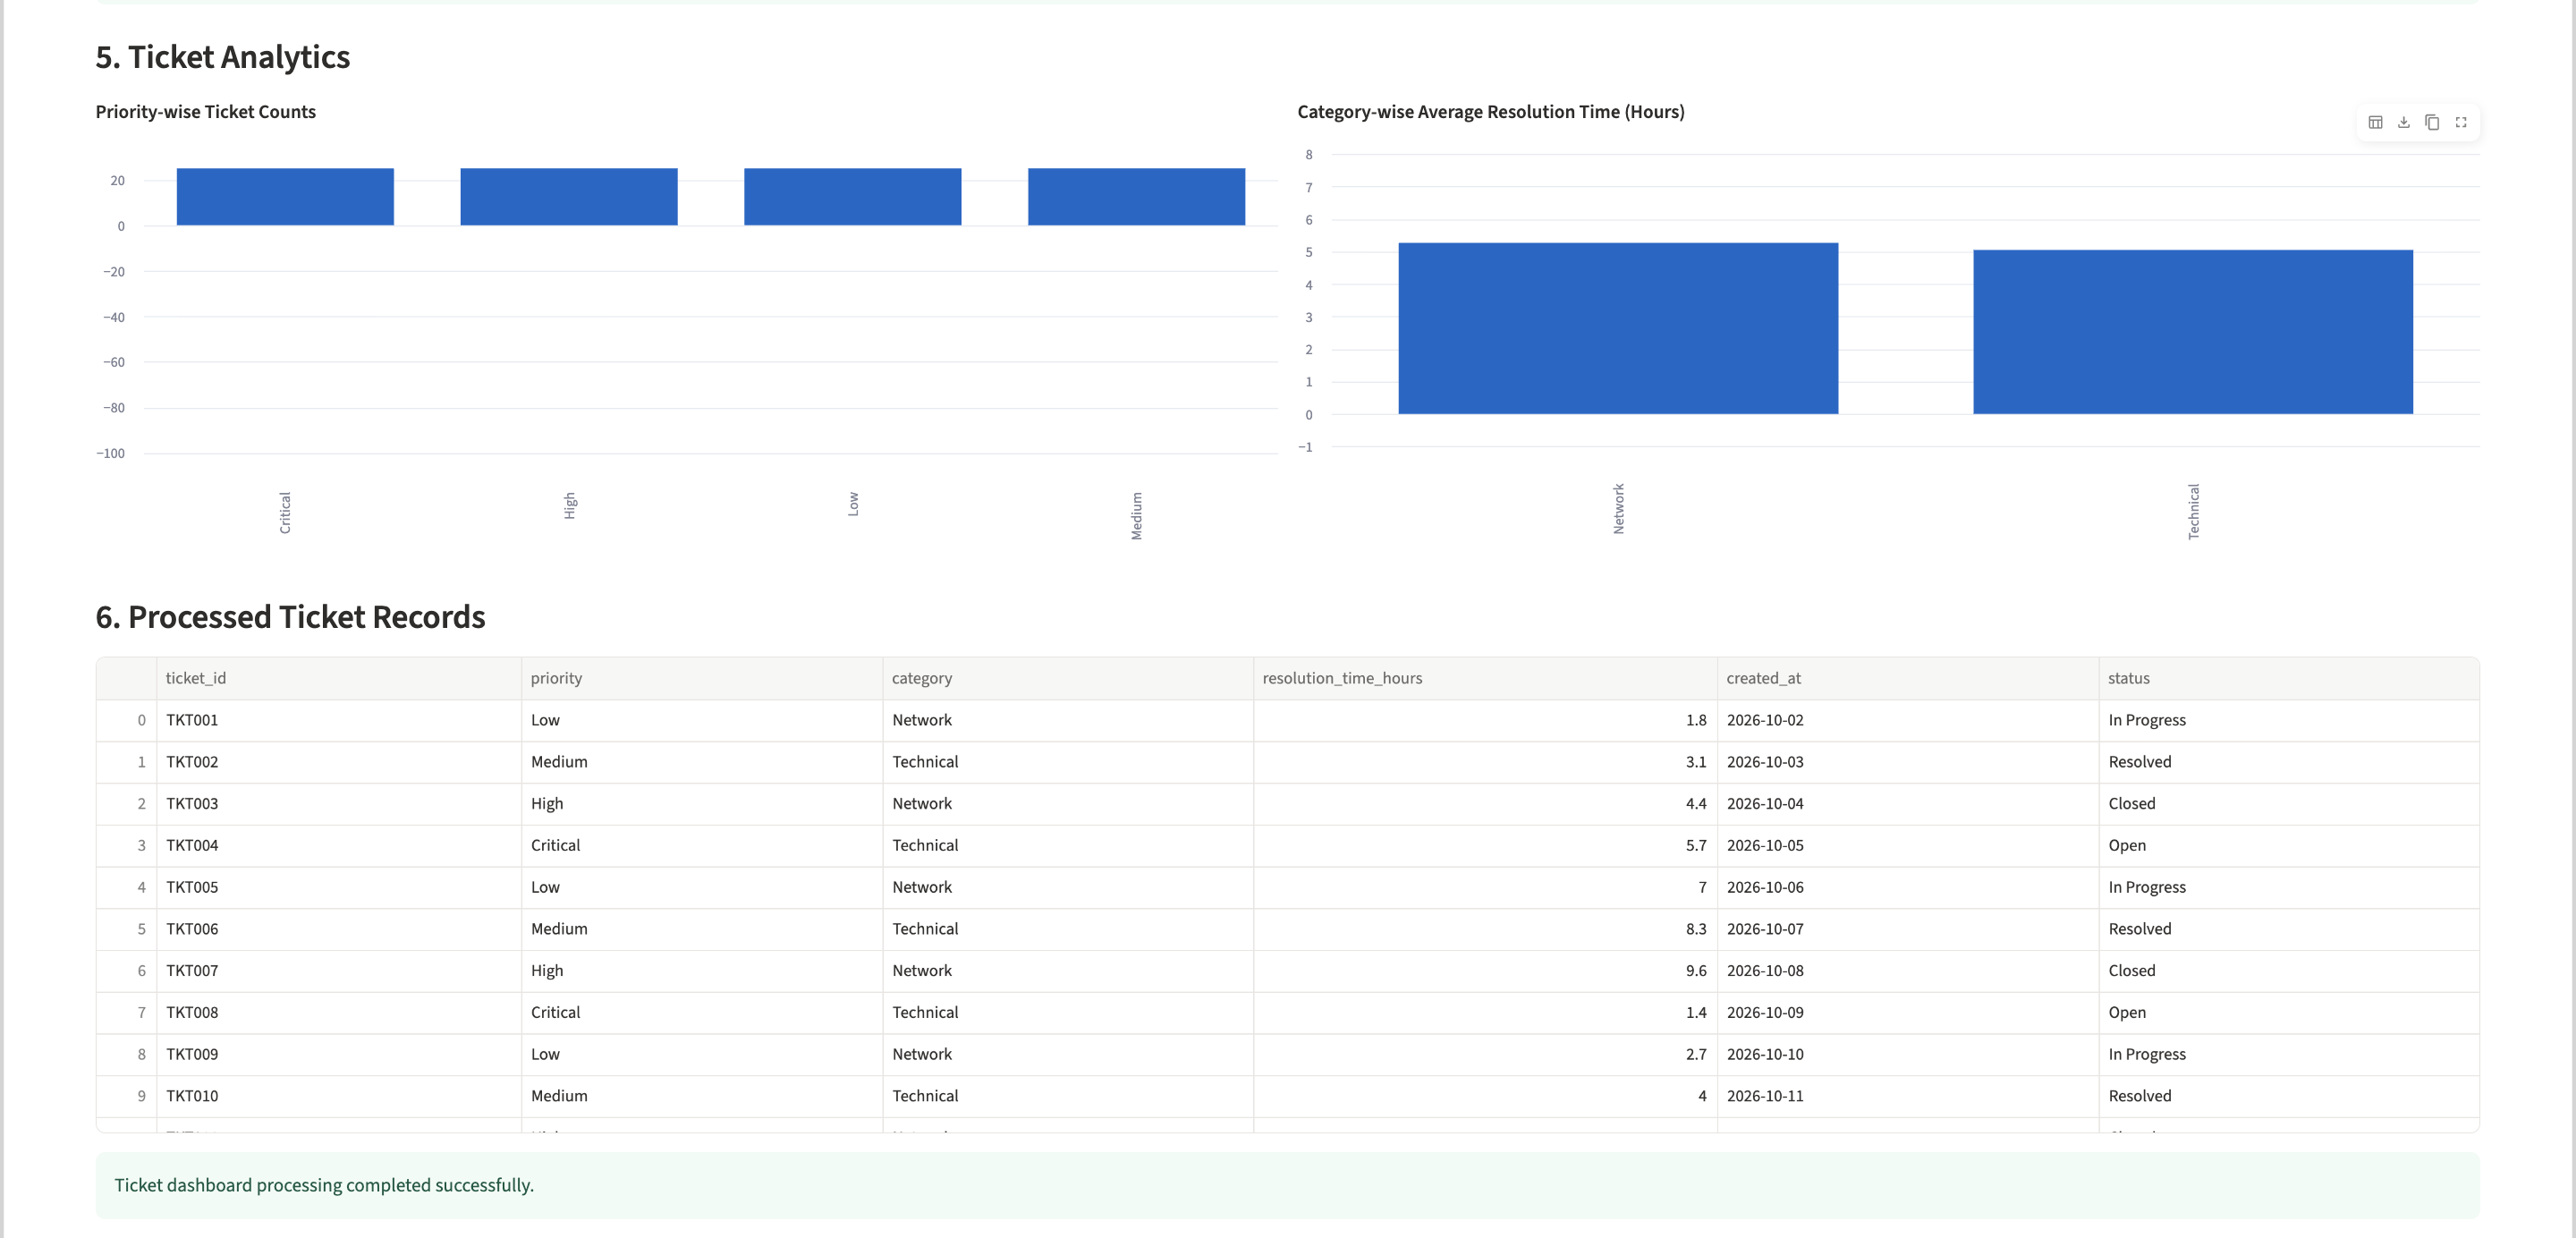 5. Ticket Analytics
Priority-wise Ticket Counts
20
0
−20
−40
−60
−80
−100
Critical
High
Low
Medium
Category-wise Average Resolution Time (Hours)
8
7
6
5
4
3
2
1
0
−1
Network
Technical
6. Processed Ticket Records
ticket_id priority category resolution_time_hours created_at status
0 TKT001 Low Network 1.8 2026-10-02 In Progress
1 TKT002 Medium Technical 3.1 2026-10-03 Resolved
2 TKT003 High Network 4.4 2026-10-04 Closed
3 TKT004 Critical Technical 5.7 2026-10-05 Open
4 TKT005 Low Network 7 2026-10-06 In Progress
5 TKT006 Medium Technical 8.3 2026-10-07 Resolved
6 TKT007 High Network 9.6 2026-10-08 Closed
7 TKT008 Critical Technical 1.4 2026-10-09 Open
8 TKT009 Low Network 2.7 2026-10-10 In Progress
9 TKT010 Medium Technical 4 2026-10-11 Resolved
Ticket dashboard processing completed successfully.